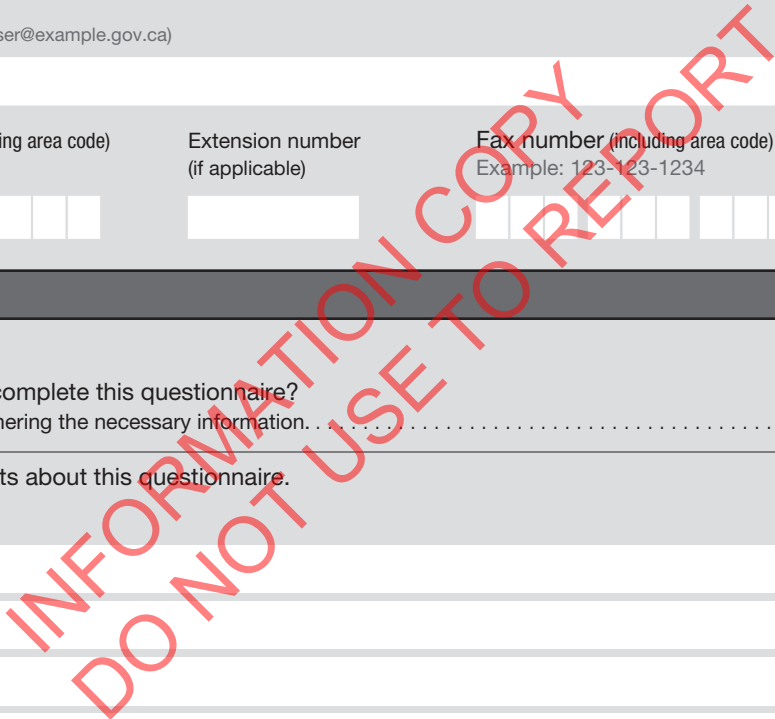 ser@example.gov.ca)
ing area code)
Extension number
(if applicable)
Fax number (including area code)
Example: 123-123-1234
complete this questionnaire?
hering the necessary information. . . . . . . . . . . . . . . . . . . . . . . . . . . . . . . . . . . . . . . . .
ts about this questionnaire.
INFORMATION COPY
DO NOT USE TO REPORT